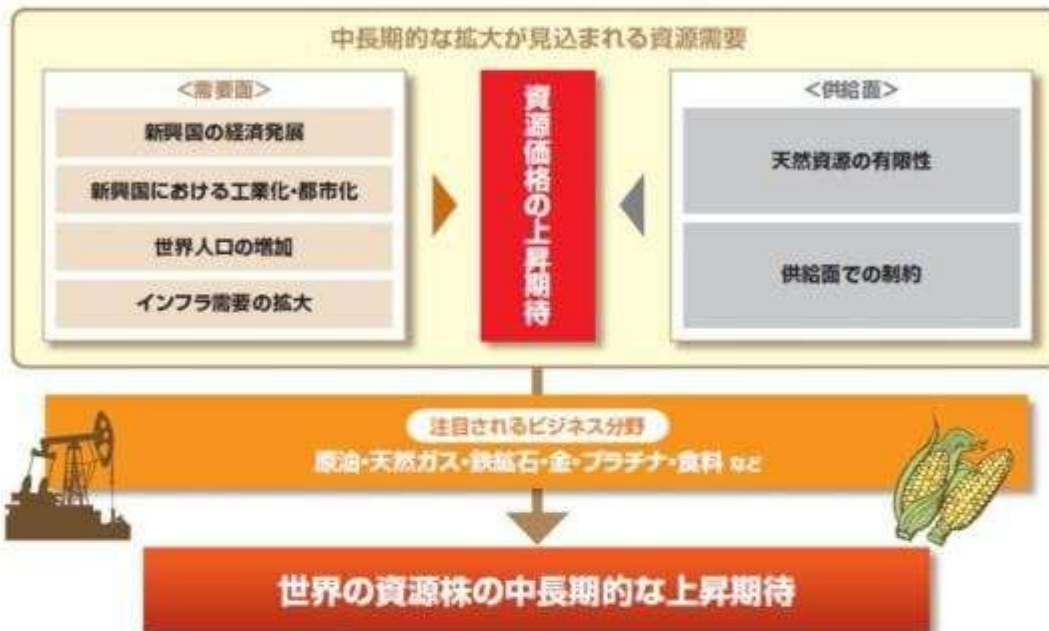 中長期的な拡大が見込まれる資源需要
＜需要面＞
新興国の経済発展
新興国における工業化・都市化
世界人口の増加
インフラ需要の拡大
資源価格の上昇期待
＜供給面＞
天然資源の有限性
供給面での制約
注目されるビジネス分野
原油・天然ガス・鉄鉱石・金・プラチナ・食料 など
世界の資源株の中長期的な上昇期待